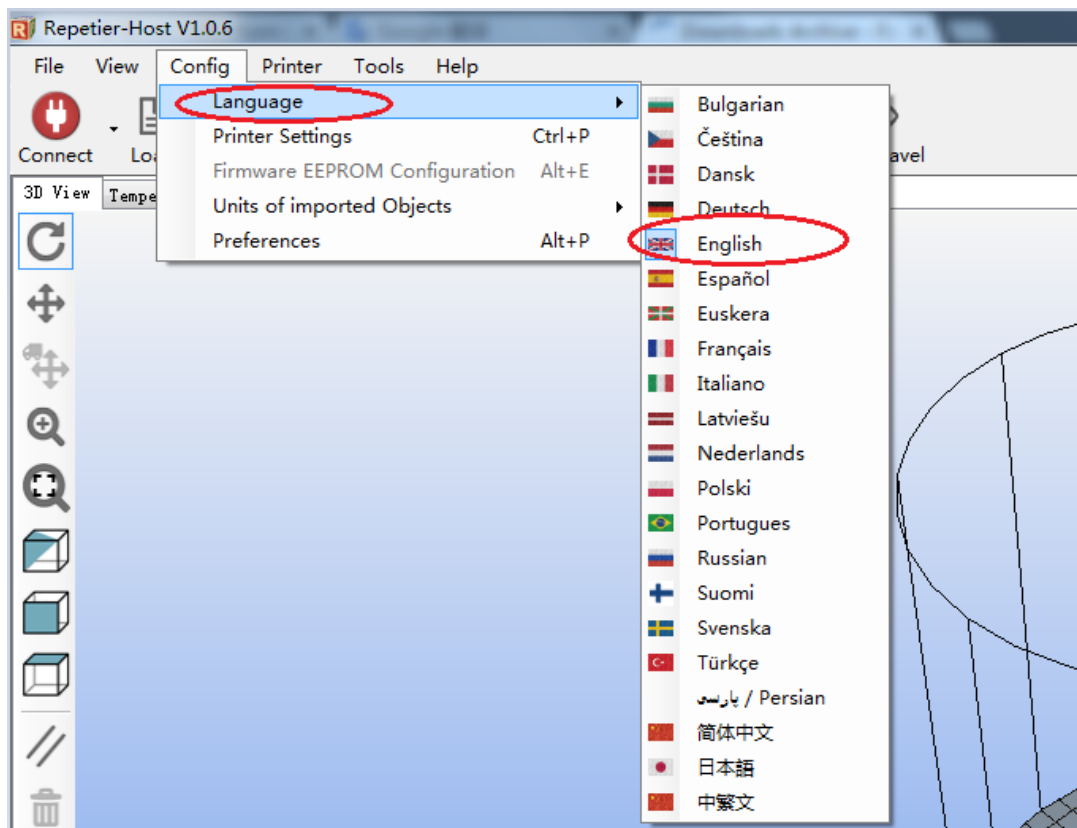 Repetier-Host V1.0.6
File View Config Printer Tools Help
Connect
Loa
avel
3D View
Tempe
Language
Printer Settings Ctrl+P
Firmware EEPROM Configuration Alt+E
Units of imported Objects
Preferences Alt+P
Bulgarian
Čeština
Dansk
Deutsch
English
Español
Euskera
Français
Italiano
Latviešu
Nederlands
Polski
Portugues
Russian
Suomi
Svenska
Türkçe
پارسی / Persian
简体中文
日本語
中繁文